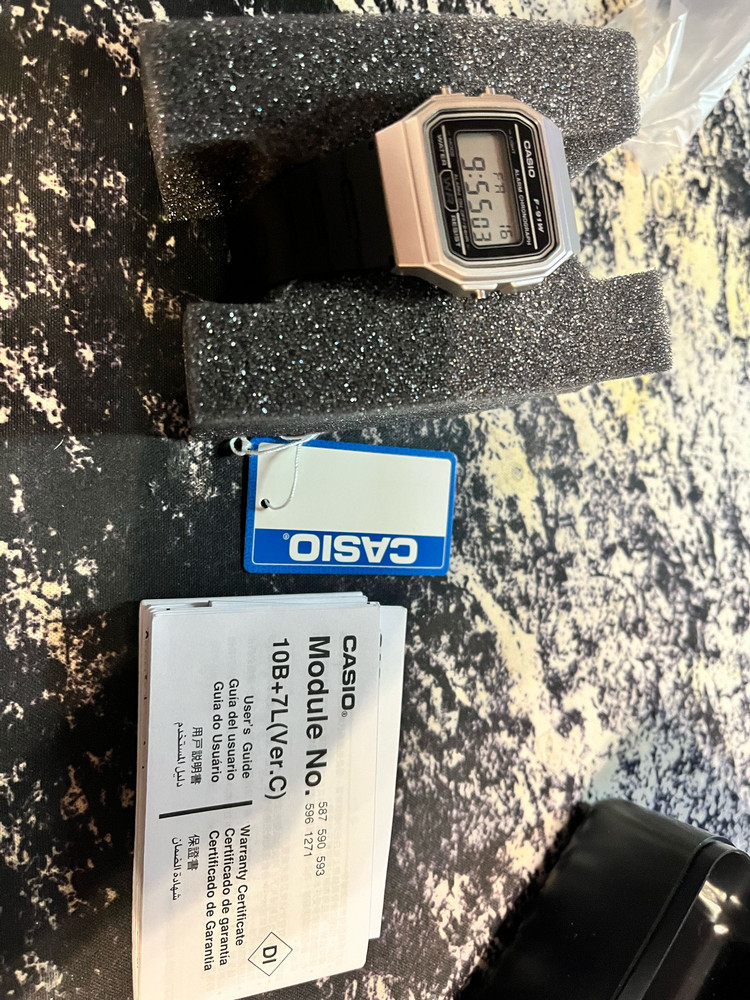 CASIO
F-91W
ALARM CHRONOGRAPH
LIGHT
FR 16
9:55 03
WATER
RESIST
CASIO®
CASIO®
Module No. 587 590 593
596 1271
10B+7L(Ver.C)
User's Guide
Guía del usuario
Guia do Usuário
用戶説明書
دليل المستخدم
Warranty Certificate
Certificado de garantía
Certificado de Garantia
保證書
شهادة الضمان
DI